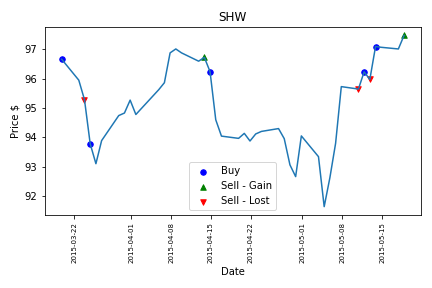 SHW
Price $
97
96
95
94
93
92
Buy
Sell - Gain
Sell - Lost
2015-03-22
2015-04-01
2015-04-08
2015-04-15
2015-04-22
2015-05-01
2015-05-08
2015-05-15
Date